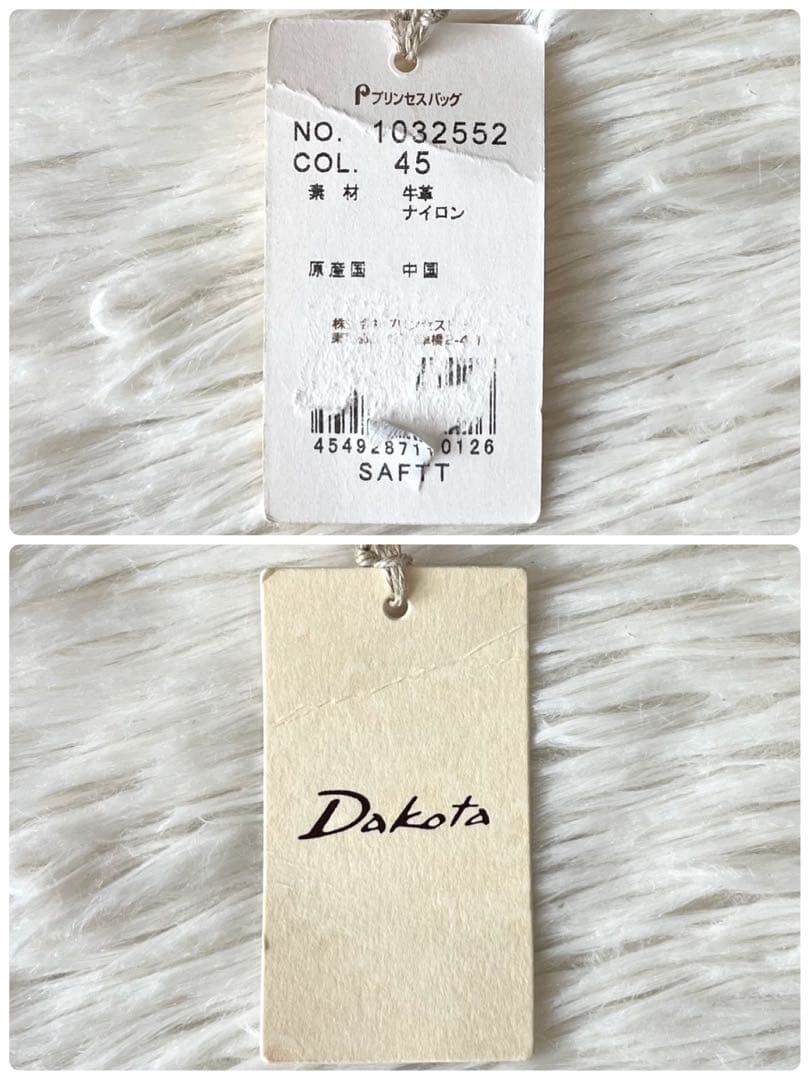 プリンセスバッグ
NO. 1032552
COL. 45
素材 牛革
ナイロン
原産国 中国
SAFTT
Dakota